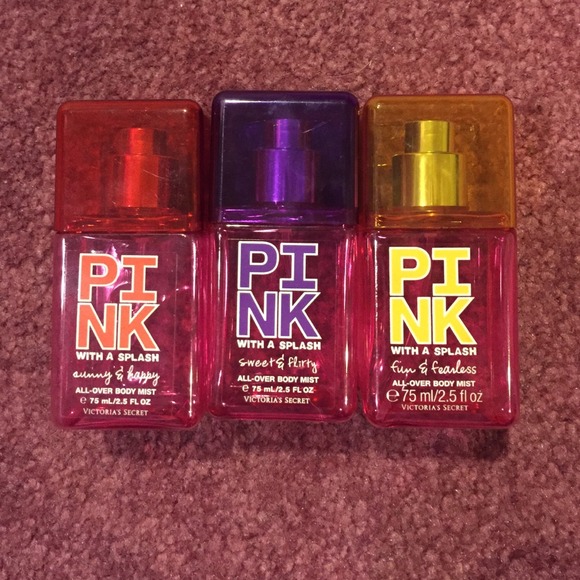 PI
NK
WITH A SPLASH
sunny & happy
ALL-OVER BODY MIST
℮ 75 mL/2.5 FL OZ
VICTORIA'S SECRET
PI
NK
WITH A SPLASH
sweet & flirty
ALL-OVER BODY MIST
℮ 75 mL/2.5 FL OZ
VICTORIA'S SECRET
PI
NK
WITH A SPLASH
fun & fearless
ALL-OVER BODY MIST
℮ 75 ml/2.5 fl oz
VICTORIA'S SECRET